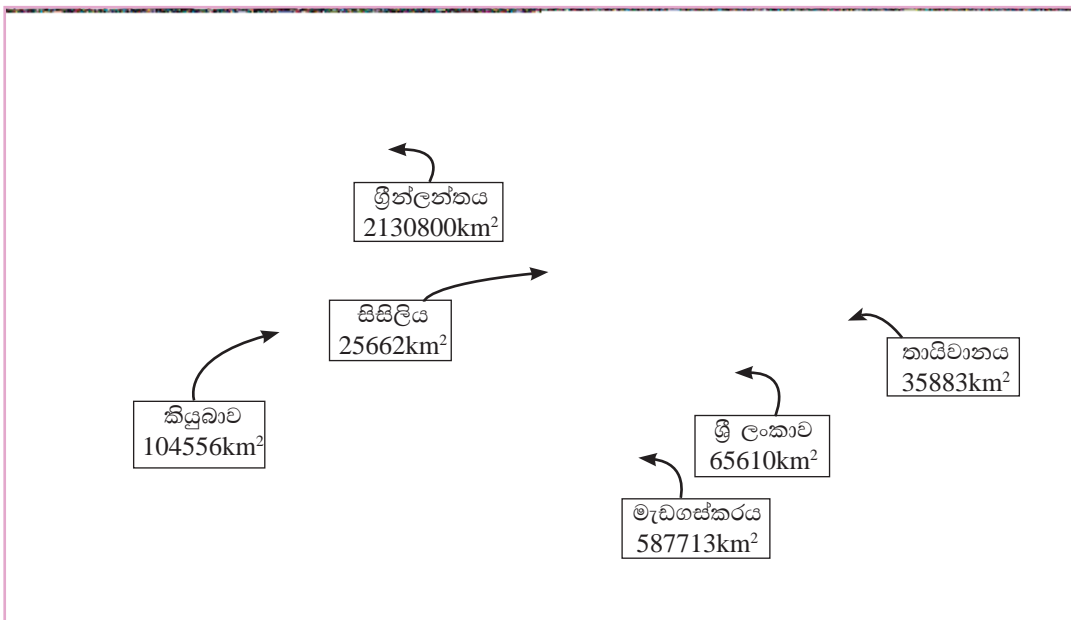 ග්‍රීන්ලන්තය
2130800km²
සිසිලිය
25662km²
තායිවානය
35883km²
කියුබාව
104556km²
ශ්‍රී ලංකාව
65610km²
මැඩගස්කරය
587713km²